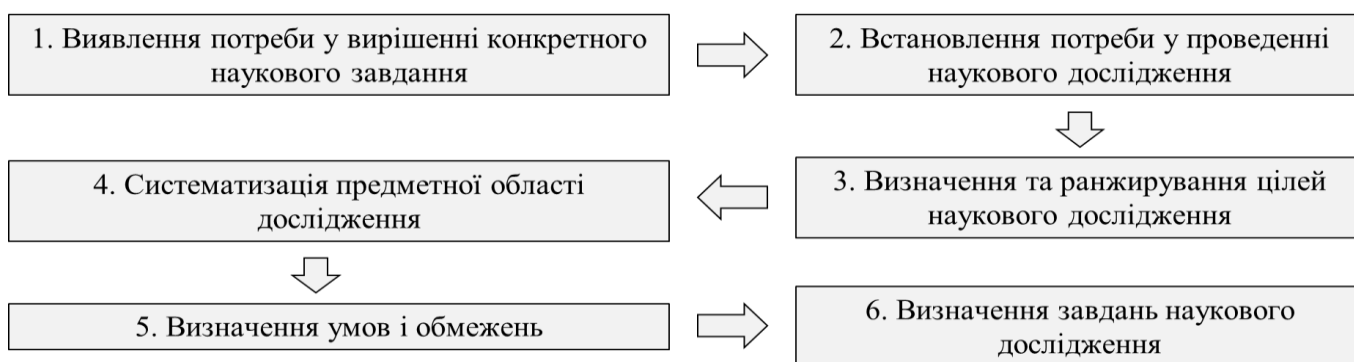 1. Виявлення потреби у вирішенні конкретного
наукового завдання
2. Встановлення потреби у проведенні
наукового дослідження
3. Визначення та ранжирування цілей
наукового дослідження
4. Систематизація предметної області
дослідження
5. Визначення умов і обмежень
6. Визначення завдань наукового
дослідження